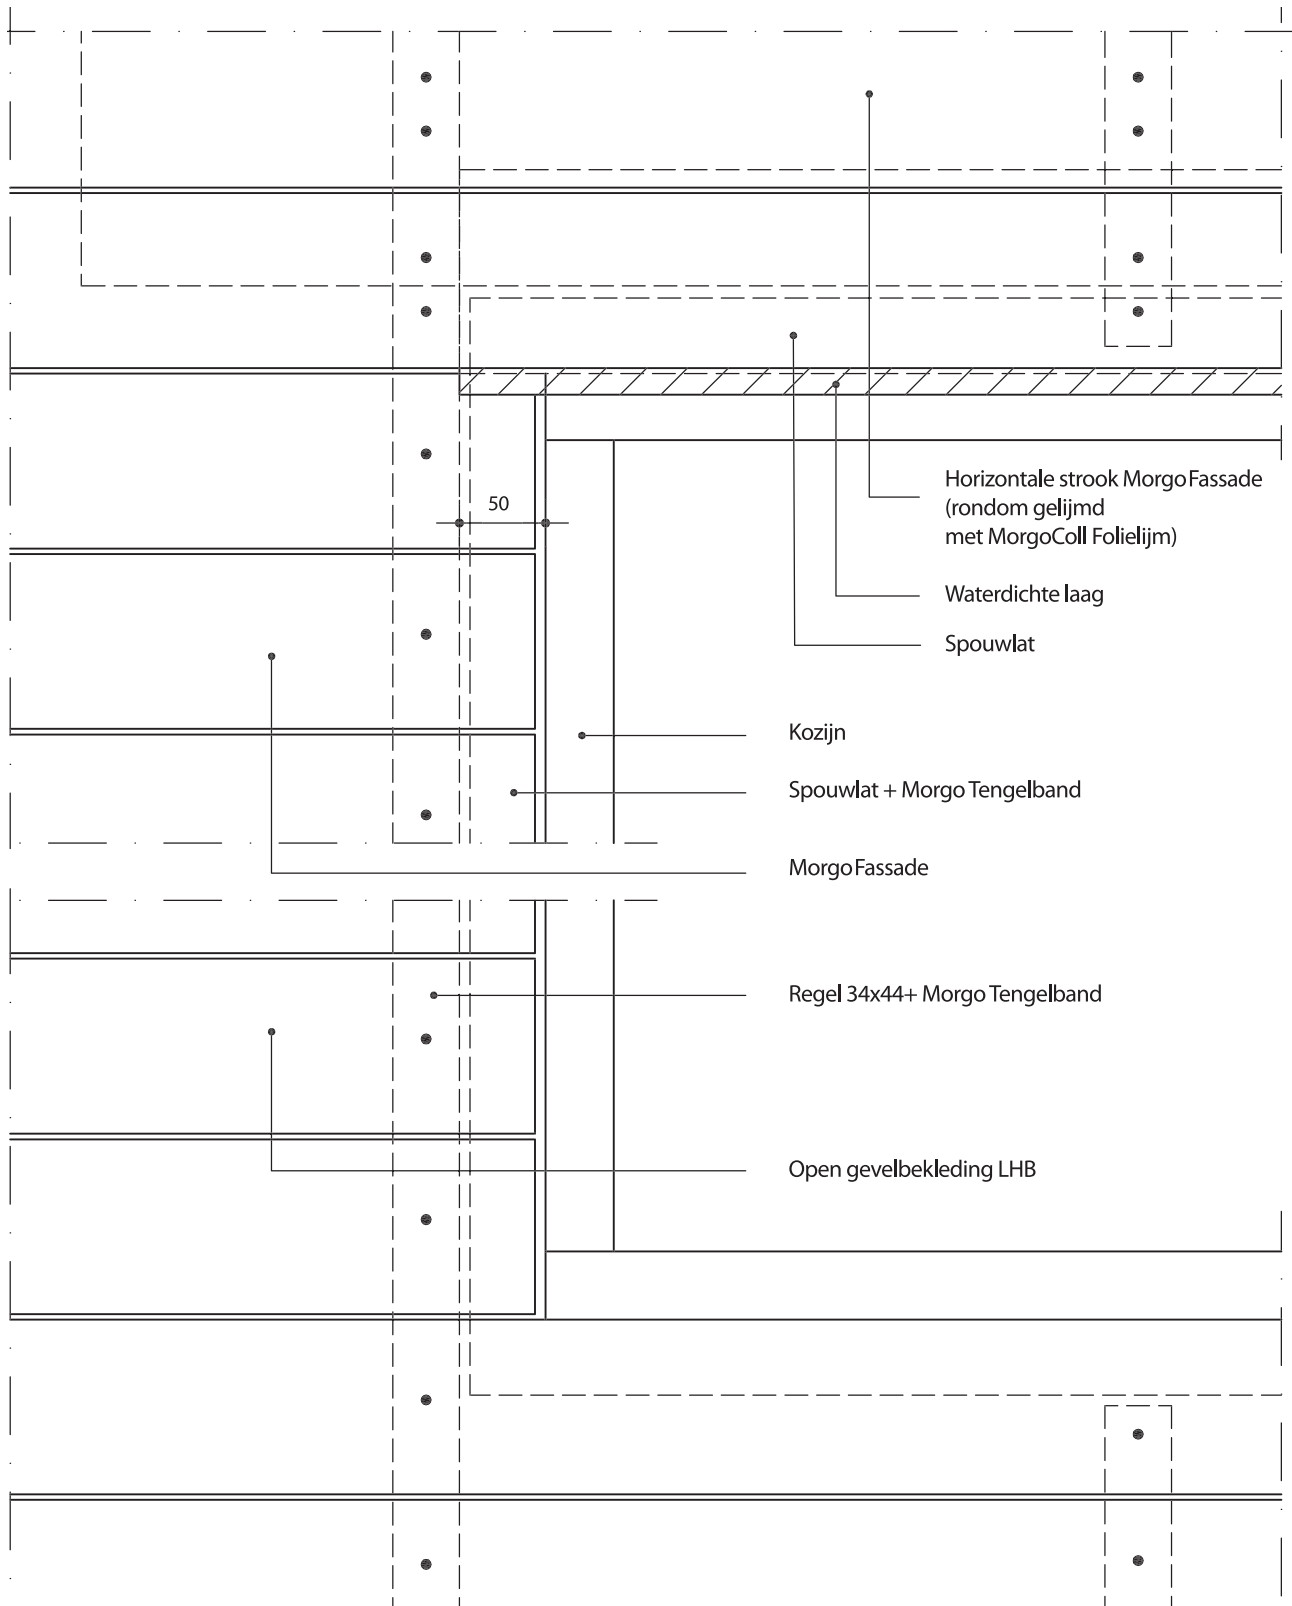 Horizontale strook MorgoFassade
(rondom gelijmd
met MorgoColl Folielijm)
50
Waterdichte laag
Spouwlat
Kozijn
Spouwlat + Morgo Tengelband
MorgoFassade
Regel 34x44+ Morgo Tengelband
Open gevelbekleding LHB